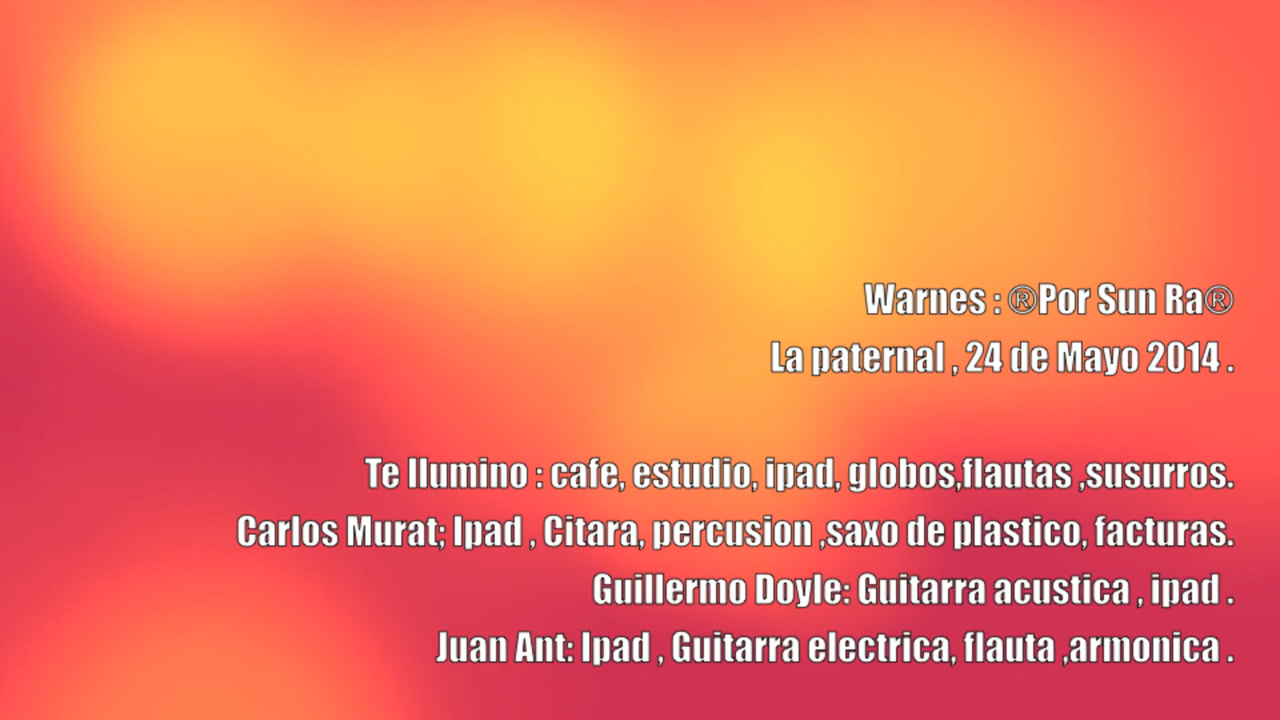 Warnes : ®Por Sun Ra®
La paternal , 24 de Mayo 2014 .
Te Ilumino : cafe, estudio, ipad, globos,flautas ,susurros.
Carlos Murat; Ipad , Citara, percusion ,saxo de plastico, facturas.
Guillermo Doyle: Guitarra acustica , ipad .
Juan Ant: Ipad , Guitarra electrica, flauta ,armonica .